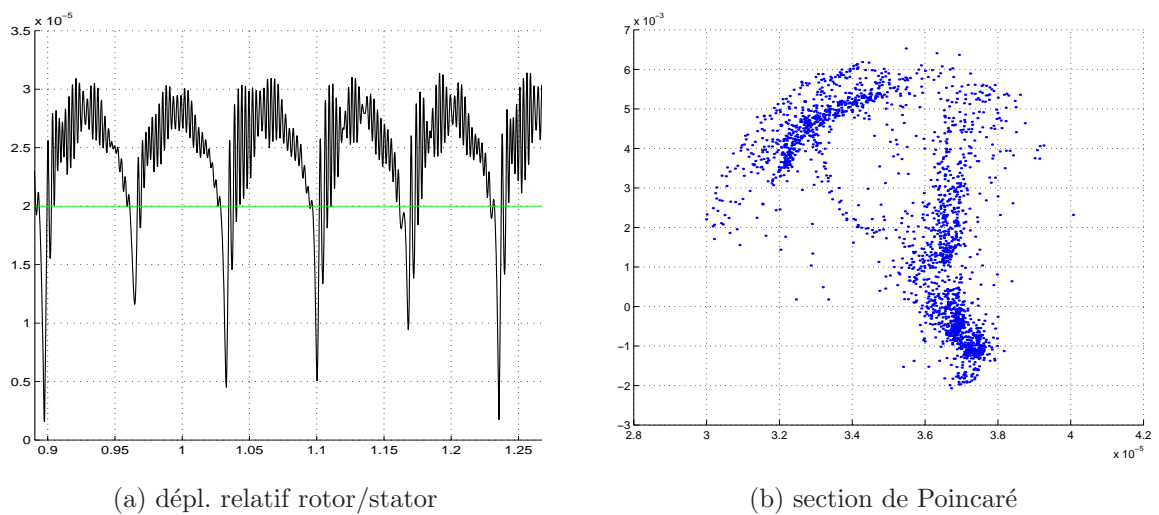 x 10⁻⁵
3.5
3
2.5
2
1.5
1
0.5
0
0.9 0.95 1 1.05 1.1 1.15 1.2 1.25
(a) dépl. relatif rotor/stator
x 10⁻³
7
6
5
4
3
2
1
0
−1
−2
−3
2.8 3 3.2 3.4 3.6 3.8 4 4.2
x 10⁻⁵
(b) section de Poincaré